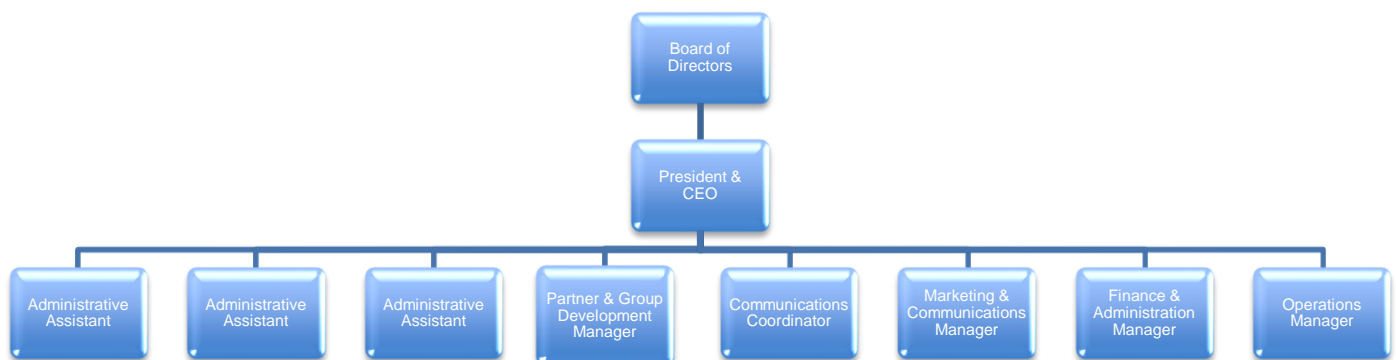 Board of
Directors
President &
CEO
Administrative
Assistant
Administrative
Assistant
Administrative
Assistant
Partner & Group
Development
Manager
Communications
Coordinator
Marketing &
Communications
Manager
Finance &
Administration
Manager
Operations
Manager